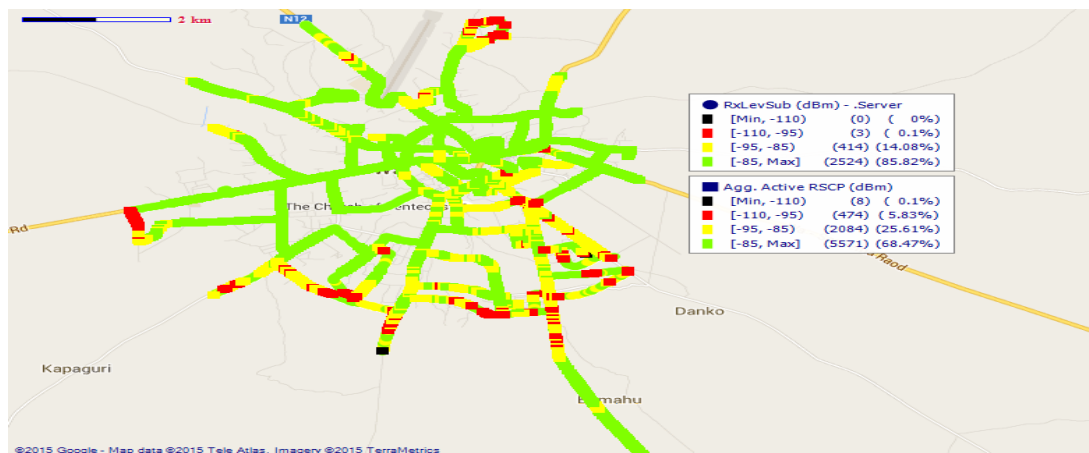 2 km
N12
RxLevSub (dBm) - .Server
[Min, -110) (0) ( 0%)
[-110, -95) (3) ( 0.1%)
[-95, -85) (414) (14.08%)
[-85, Max] (2524) (85.82%)
Agg. Active RSCP (dBm)
[Min, -110) (8) ( 0.1%)
[-110, -95) (474) ( 5.83%)
[-95, -85) (2084) (25.61%)
[-85, Max] (5571) (68.47%)
The Church of
Rd
Raod
Danko
Kapaguri
©2015 Google - Map data ©2015 Tele Atlas, Imagery ©2015 TerraMetrics